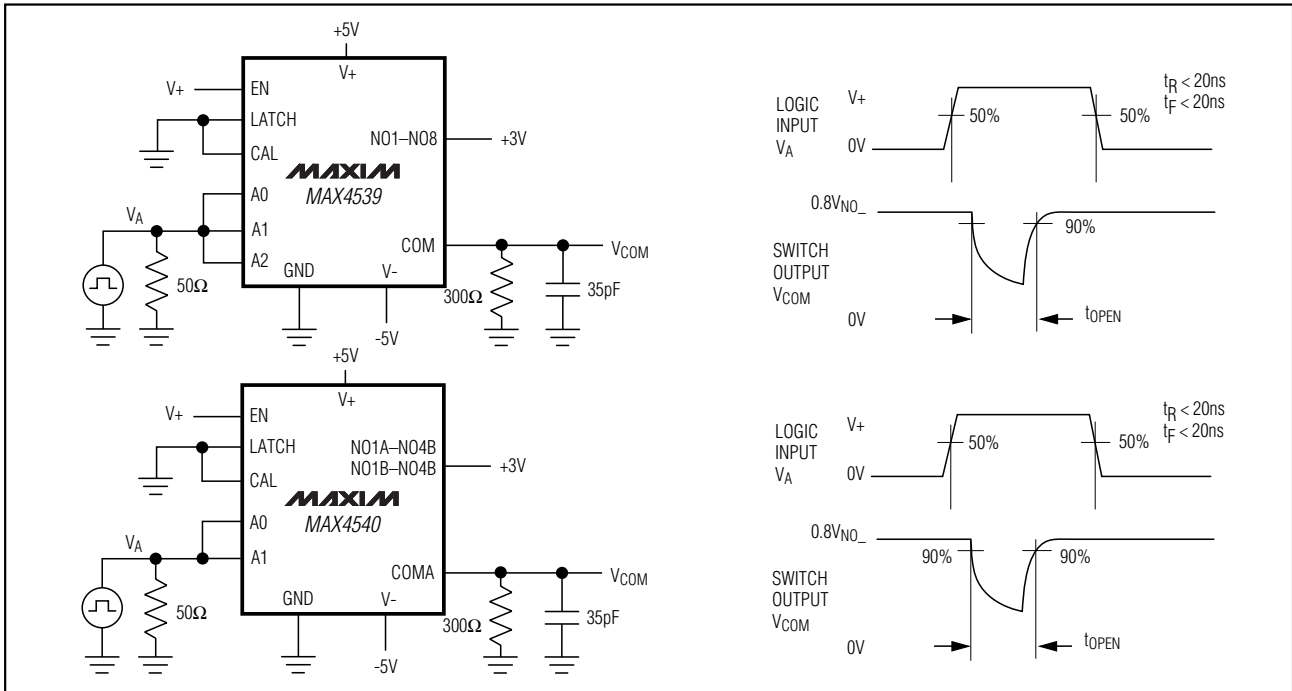 +5V
V+
V+
EN
LATCH
CAL
NO1–NO8
+3V
MAXIM
MAX4539
A0
VA
A1
A2
COM
VCOM
GND
V-
50Ω
300Ω
35pF
-5V
LOGIC
INPUT
VA
V+
0V
50%
50%
tR < 20ns
tF < 20ns
0.8VNO_
90%
SWITCH
OUTPUT
VCOM
0V
tOPEN
+5V
V+
V+
EN
LATCH
CAL
NO1A–NO4B
NO1B–NO4B
+3V
MAXIM
MAX4540
A0
VA
A1
COMA
VCOM
GND
V-
50Ω
300Ω
35pF
-5V
LOGIC
INPUT
VA
V+
0V
50%
50%
tR < 20ns
tF < 20ns
0.8VNO_
90%
90%
SWITCH
OUTPUT
VCOM
0V
tOPEN